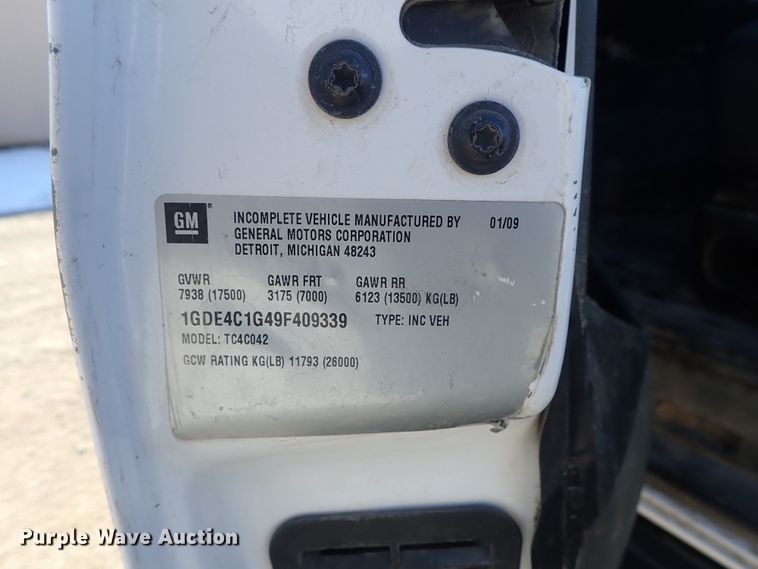 GM
INCOMPLETE VEHICLE MANUFACTURED BY 01/09
GENERAL MOTORS CORPORATION
DETROIT, MICHIGAN 48243
GVWR GAWR FRT GAWR RR
7938 (17500) 3175 (7000) 6123 (13500) KG(LB)
1GDE4C1G49F409339 TYPE: INC VEH
MODEL: TC4C042
GCW RATING KG(LB) 11793 (26000)
Purple Wave Auction